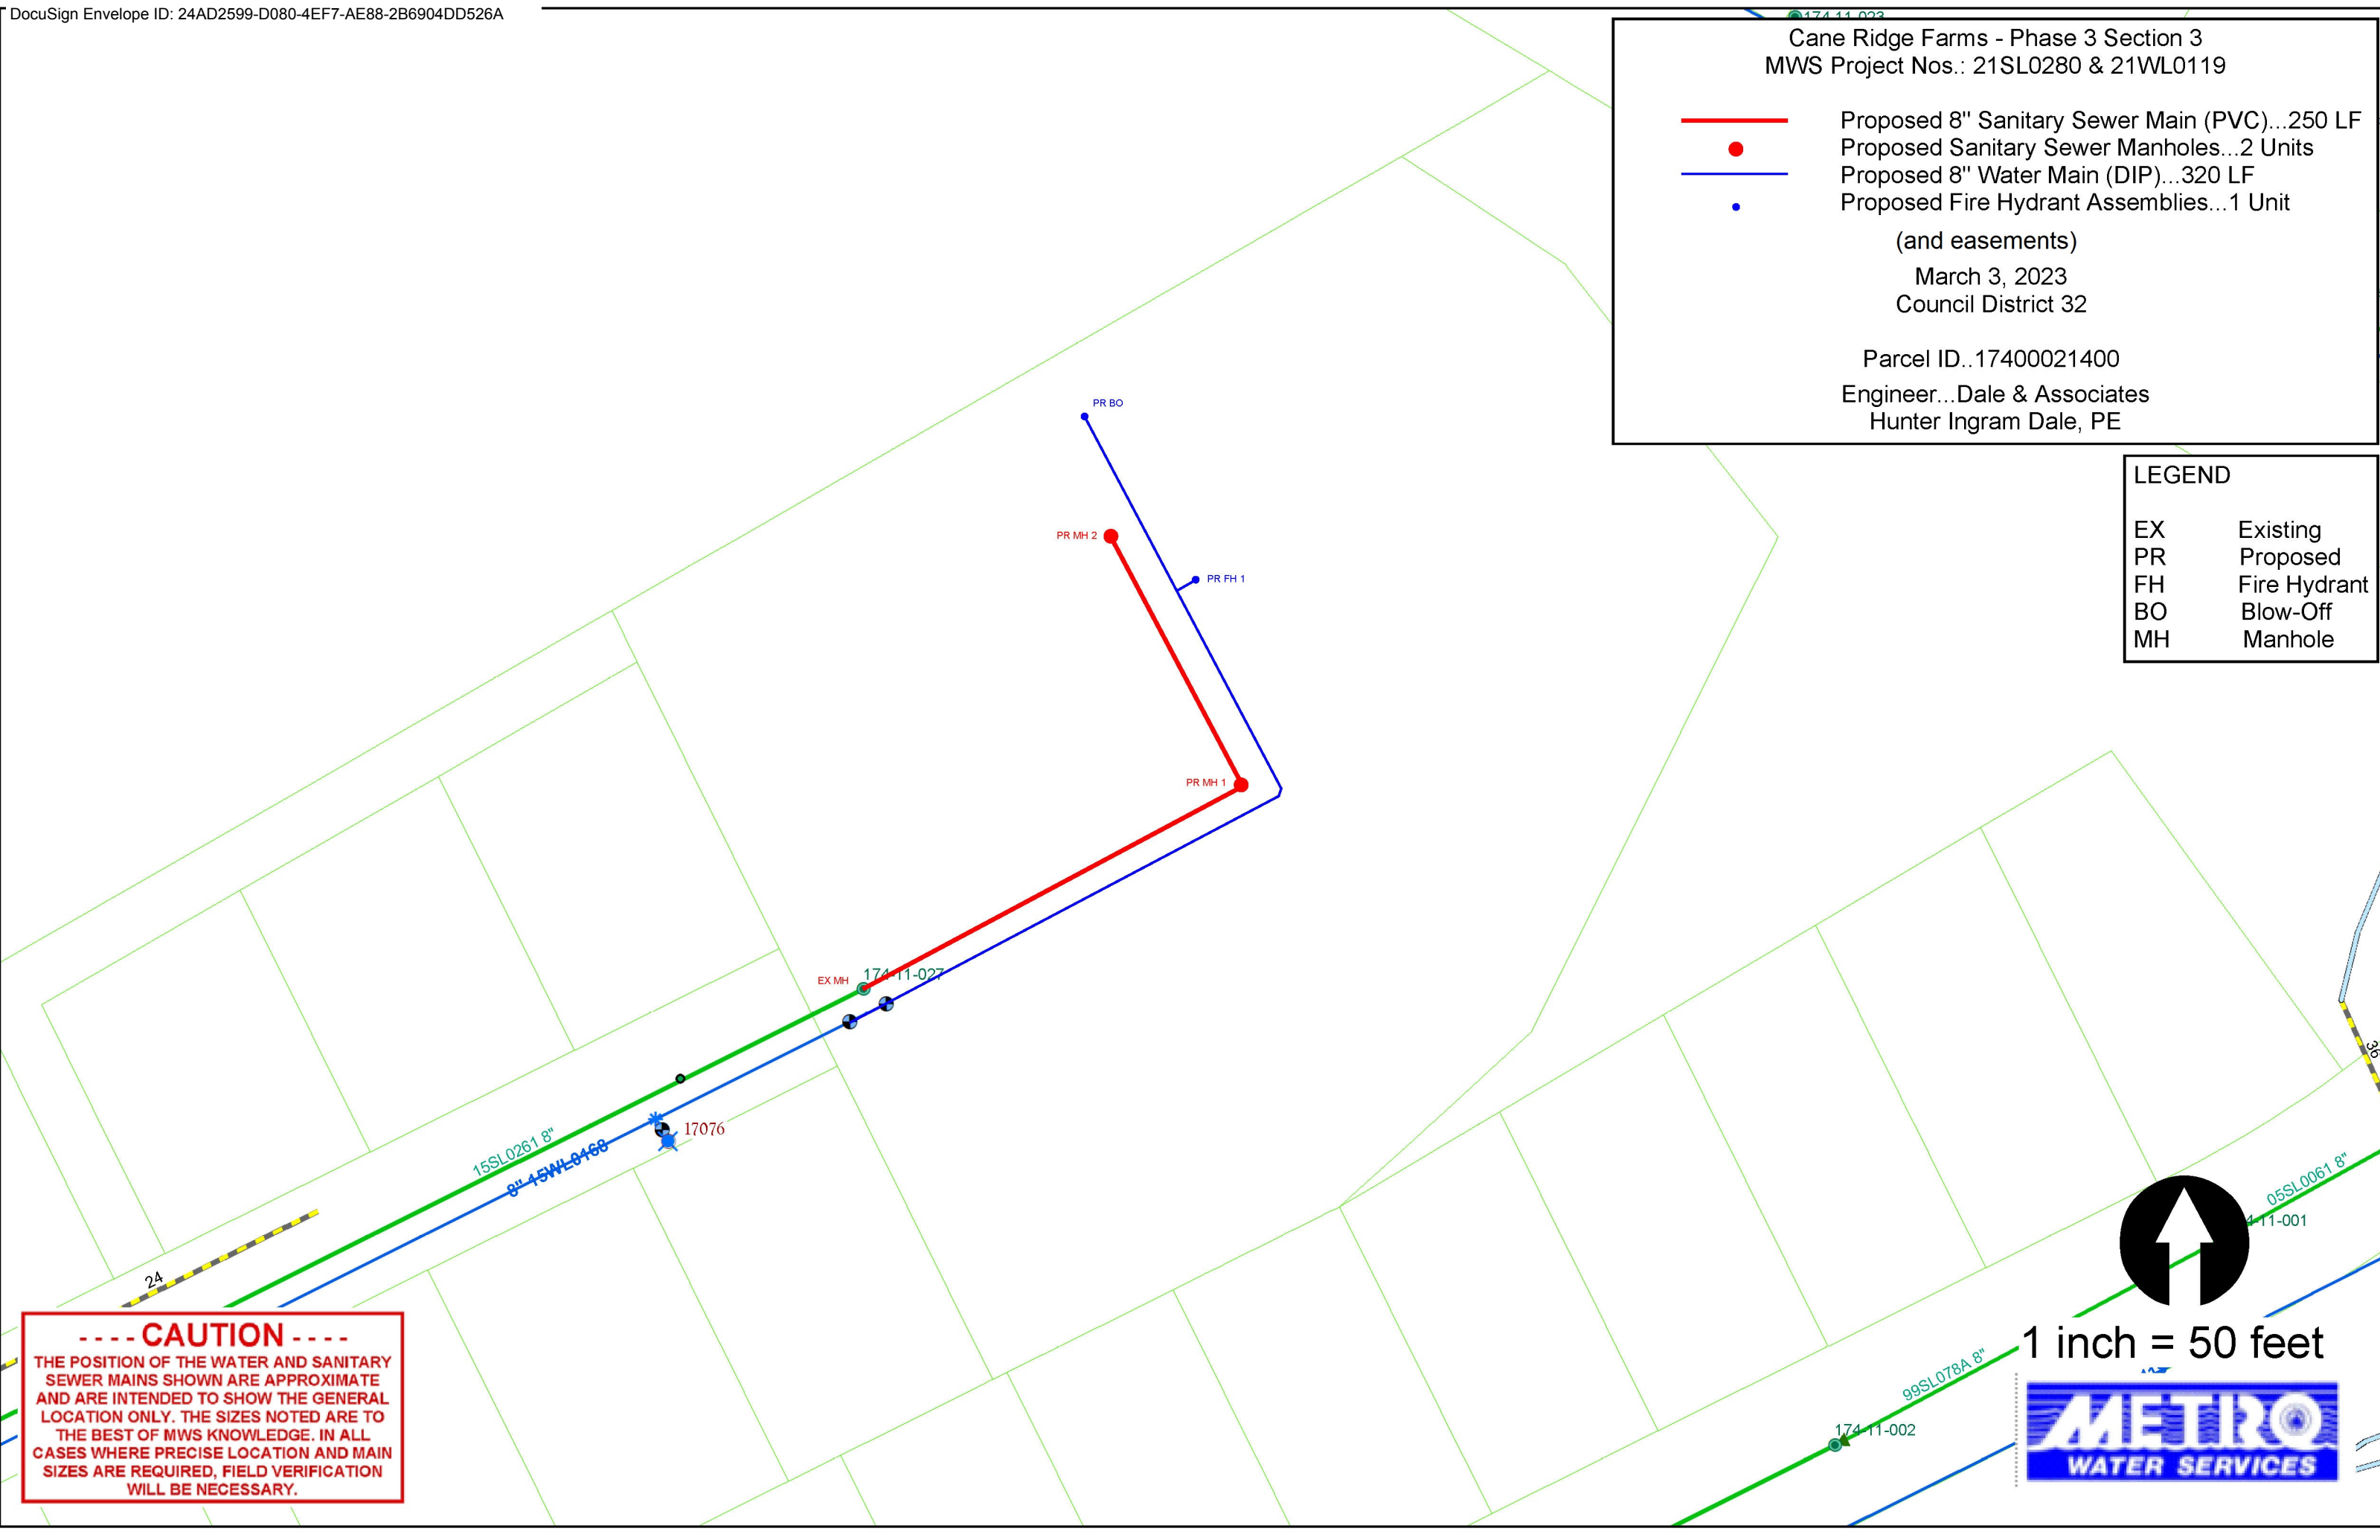 DocuSign Envelope ID: 24AD2599-D080-4EF7-AE88-2B6904DD526A
174-11-023
Cane Ridge Farms - Phase 3 Section 3
MWS Project Nos.: 21SL0280 & 21WL0119
Proposed 8" Sanitary Sewer Main (PVC)...250 LF
Proposed Sanitary Sewer Manholes...2 Units
Proposed 8" Water Main (DIP)...320 LF
Proposed Fire Hydrant Assemblies...1 Unit
(and easements)
March 3, 2023
Council District 32
Parcel ID..17400021400
Engineer...Dale & Associates
Hunter Ingram Dale, PE
LEGEND
EX Existing
PR Proposed
FH Fire Hydrant
BO Blow-Off
MH Manhole
PR BO
PR MH 2
PR FH 1
PR MH 1
EX MH
174-11-027
17076
15SL0261 8"
8" 15WL0168
24
36
05SL0061 8"
4-11-001
99SL078A 8"
174-11-002
1 inch = 50 feet
METRO
WATER SERVICES
- - - - CAUTION - - - -
THE POSITION OF THE WATER AND SANITARY
SEWER MAINS SHOWN ARE APPROXIMATE
AND ARE INTENDED TO SHOW THE GENERAL
LOCATION ONLY. THE SIZES NOTED ARE TO
THE BEST OF MWS KNOWLEDGE. IN ALL
CASES WHERE PRECISE LOCATION AND MAIN
SIZES ARE REQUIRED, FIELD VERIFICATION
WILL BE NECESSARY.